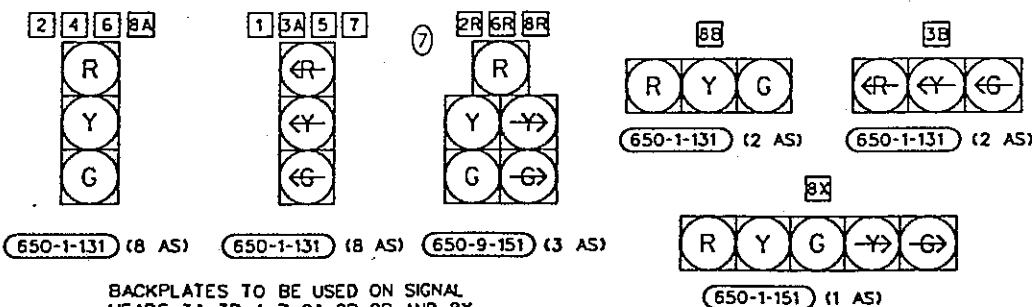 2 4 6 8A
R
Y
G
650-1-131 (8 AS)
1 3A 5 7
R
Y
G
650-1-131 (8 AS)
7
2R 6R 8R
R
Y Y
G G
650-9-151 (3 AS)
8B
R Y G
650-1-131 (2 AS)
3B
R Y G
650-1-131 (2 AS)
8X
R Y G Y G
650-1-151 (1 AS)
BACKPLATES TO BE USED ON SIGNAL